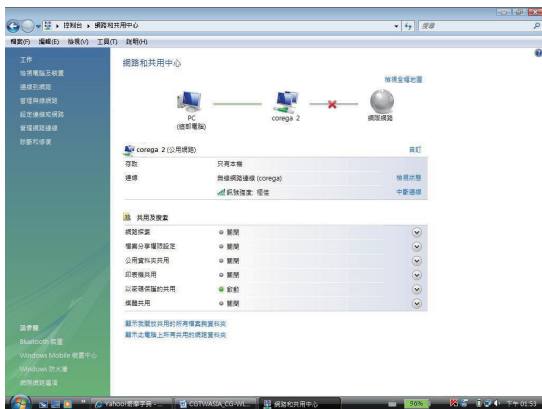 控制台 ▸ 網路和共用中心
搜尋
檔案(F) 編輯(E) 檢視(V) 工具(T) 說明(H)
工作
檢視電腦及裝置
連線到網路
管理無線網路
設定連線或網路
管理網路連線
診斷和修復
網路和共用中心
檢視全幅地圖
PC
(這部電腦)
corega 2
網際網路
corega 2 (公用網路)
自訂
存取
只有本機
連線
無線網路連線 (corega)
檢視狀態
訊號強度: 極佳
中斷連線
共用及搜索
網路探索
關閉
檔案分享權限設定
關閉
公用資料夾共用
關閉
印表機共用
關閉
以密碼保護的共用
啟動
媒體共用
關閉
顯示我開放共用的所有檔案與資料夾
顯示此電腦上所有共用的網路資料夾
請參閱
Bluetooth 裝置
Windows Mobile 裝置中心
Windows 防火牆
網際網路選項
Yahoo!奇摩字典 - ...
CGTWASIA_CG-WL...
網路和共用中心
96%
下午 01:53